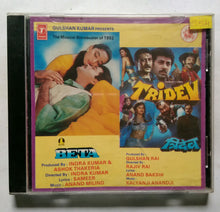 GULSHAN KUMAR PRESENTS
The Musical Blockbuster of 1992
TRiDEV
त्रिदेव
BETA
Produced By : INDRA KUMAR &
ASHOK THAKERIA
Directed By : INDRA KUMAR
Lyrics : SAMEER
Music : ANAND MILIND
Produced By :
GULSHAN RAI
Directed By :
RAJIV RAI
Lyrics :
ANAND BAKSHI
Music :
KALYANJI ANANDJI